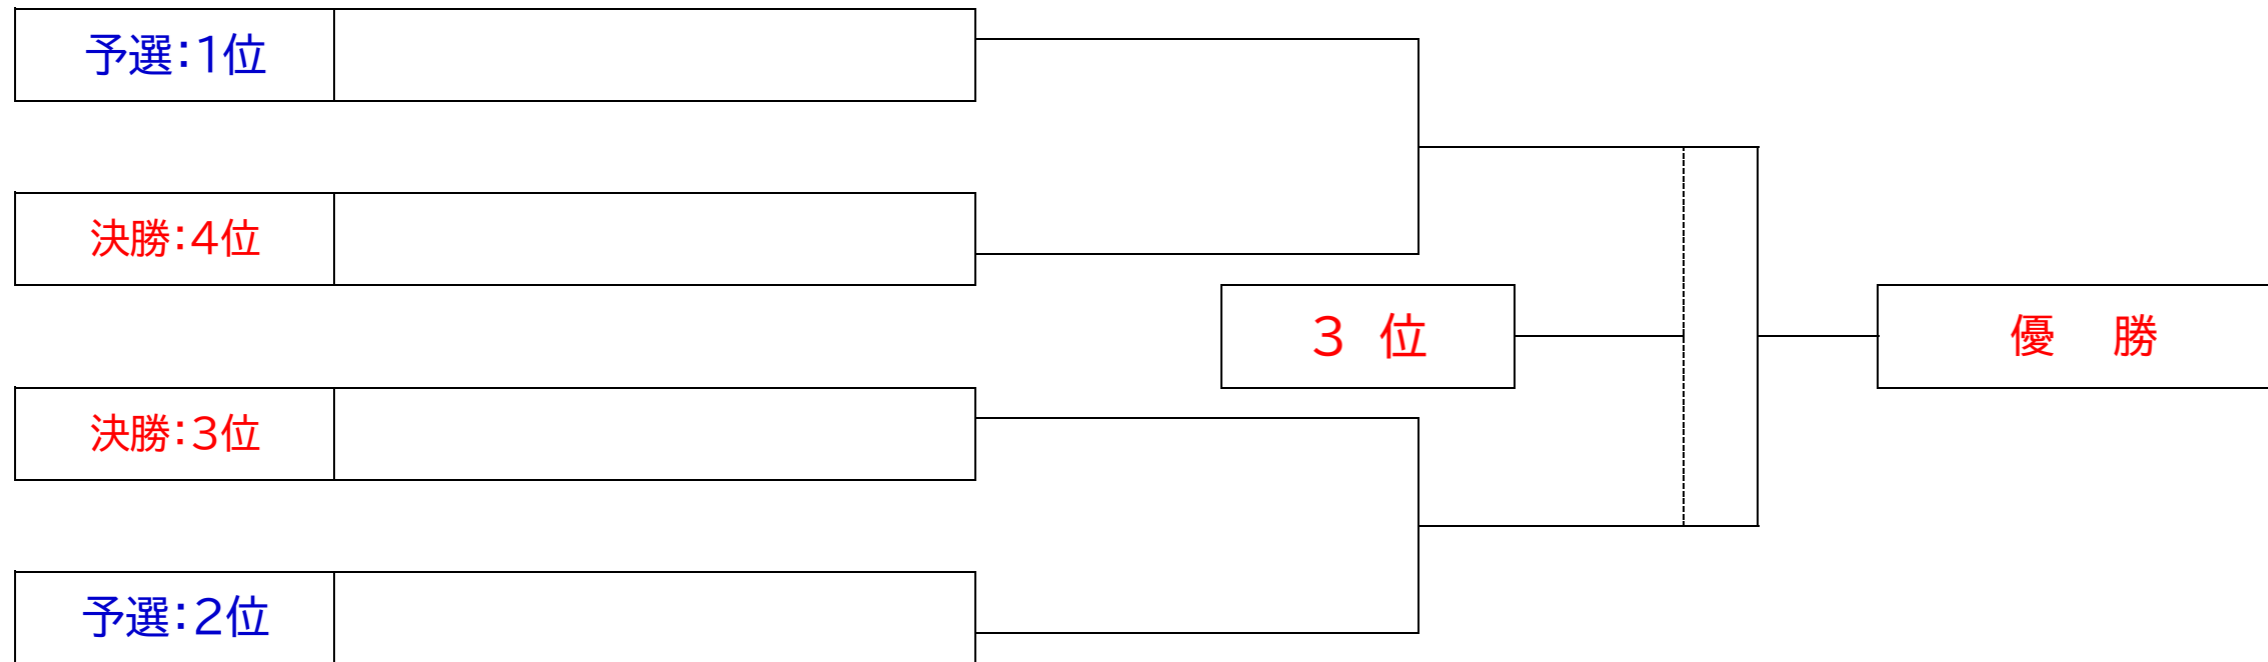 予選：1位
決勝：4位
3　位
優　勝
決勝：3位
予選：2位